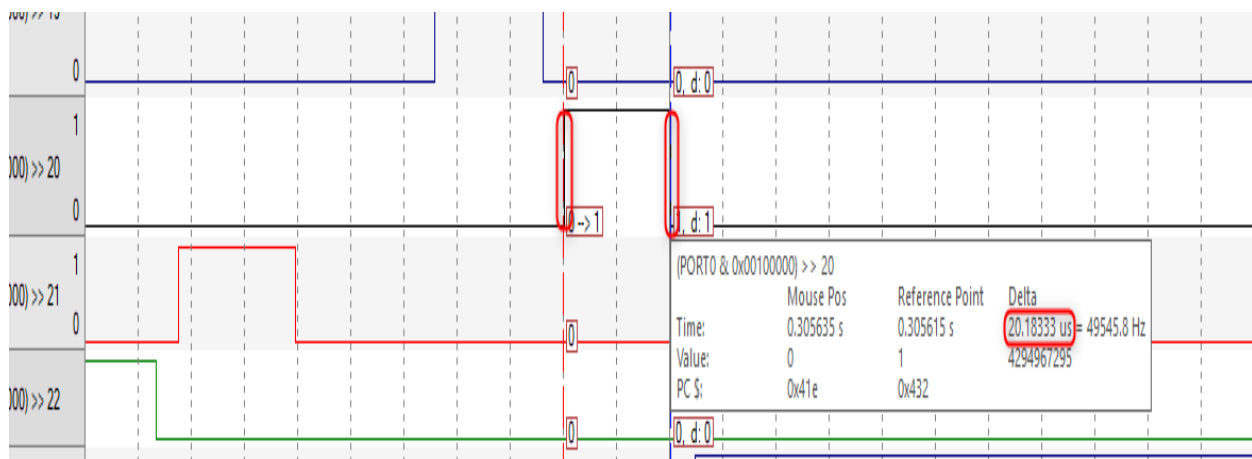 0
0
0, d: 0
1
000) >> 20
0
0 --> 1
1, d: 1
1
000) >> 21
0
0
(PORT0 & 0x00100000) >> 20
Mouse Pos Reference Point Delta
Time: 0.305635 s 0.305615 s 20.18333 us = 49545.8 Hz
Value: 0 1 4294967295
PC $: 0x41e 0x432
000) >> 22
0
0, d: 0